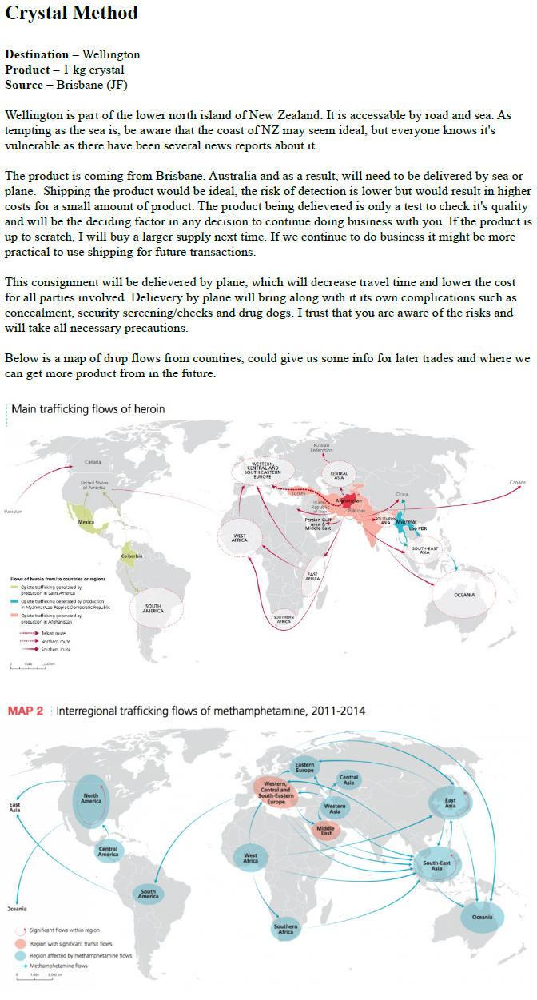 Crystal Method
Destination – Wellington
Product – 1 kg crystal
Source – Brisbane (JF)
Wellington is part of the lower north island of New Zealand. It is accessable by road and sea. As
tempting as the sea is, be aware that the coast of NZ may seem ideal, but everyone knows it's
vulnerable as there have been several news reports about it.
The product is coming from Brisbane, Australia and as a result, will need to be delivered by sea or
plane.  Shipping the product would be ideal, the risk of detection is lower but would result in higher
costs for a small amount of product. The product being delievered is only a test to check it's quality
and will be the deciding factor in any decision to continue doing business with you. If the product is
up to scratch, I will buy a larger supply next time. If we continue to do business it might be more
practical to use shipping for future transactions.
This consignment will be delievered by plane, which will decrease travel time and lower the cost
for all parties involved. Delievery by plane will bring along with it its own complications such as
concealment, security screening/checks and drug dogs. I trust that you are aware of the risks and
will take all necessary precautions.
Below is a map of drup flows from countires, could give us some info for later trades and where we
can get more product from in the future.
Main trafficking flows of heroin
Russian
Federation
Canada
WESTERN,
CENTRAL AND
SOUTH EASTERN
EUROPE
CENTRAL
ASIA
United States
of America
Canada
Turkey
Afghanistan
China
Pakistan
Islamic
Republic
of Iran
Pakistan
Mexico
Persian Gulf
area &
Middle East
SOUTHERN
ASIA
Myanmar
Lao PDR
WEST
AFRICA
SOUTH-EAST
ASIA
Colombia
EAST
AFRICA
Flows of heroin from/to countries or regions
Opiate trafficking generated by
production in Latin America
Opiate trafficking generated by production
in Myanmar/Lao People's Democratic Republic
Opiate trafficking generated by
production in Afghanistan
Balkan route
Northern route
Southern route
SOUTH
AMERICA
SOUTHERN
AFRICA
OCEANIA
0 1,000 2,000 km
MAP 2 Interregional trafficking flows of methamphetamine, 2011-2014
Eastern
Europe
Central
Asia
Western,
Central and
South-Eastern
Europe
North
America
East
Asia
East
Asia
Western
Asia
Middle
East
Central
America
West
Africa
South-East
Asia
South
America
Oceania
Oceania
Southern
Africa
Significant flows within region
Region with significant transit flows
Region affected by methamphetamine flows
Methamphetamine flows
0 1,000 2,000 km